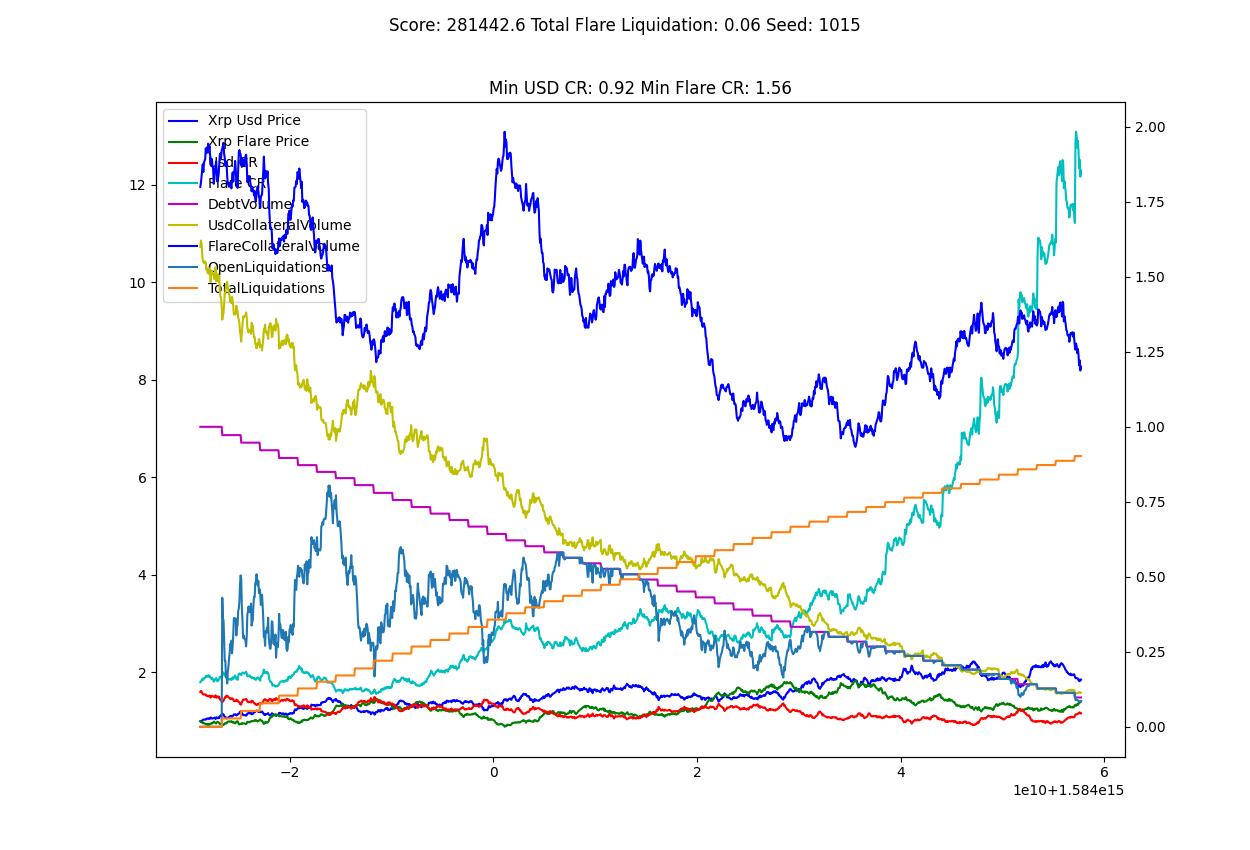 Score: 281442.6 Total Flare Liquidation: 0.06 Seed: 1015
Min USD CR: 0.92 Min Flare CR: 1.56
Xrp Usd Price
Xrp Flare Price
Usd CR
Flare CR
DebtVolume
UsdCollateralVolume
FlareCollateralVolume
OpenLiquidations
TotalLiquidations
12
10
8
6
4
2
2.00
1.75
1.50
1.25
1.00
0.75
0.50
0.25
0.00
−2
0
2
4
6
1e10+1.584e15